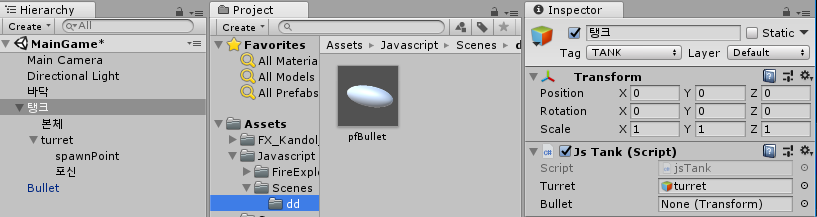 Hierarchy
Create
All
MainGame*
Main Camera
Directional Light
바닥
탱크
본체
turret
spawnPoint
포신
Bullet
Project
Create
Favorites
All Materia
All Models
All Prefabs
Assets
FX_Kandol_
Javascript
FireExplo
Scenes
dd
Assets Javascript Scenes d
pfBullet
Inspector
탱크 Static
Tag TANK Layer Default
Transform
Position X 0 Y 0 Z 0
Rotation X 0 Y 0 Z 0
Scale X 1 Y 1 Z 1
Js Tank (Script)
Script jsTank
Turret turret
Bullet None (Transform)